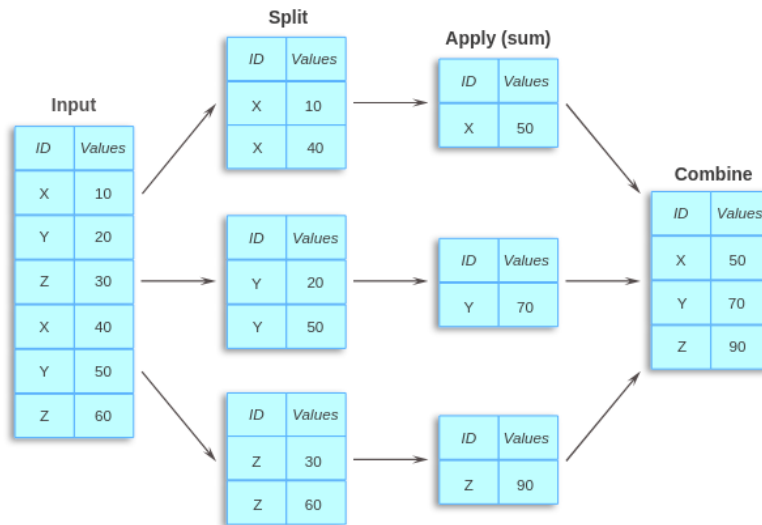 Input
ID Values
X 10
Y 20
Z 30
X 40
Y 50
Z 60
Split
ID Values
X 10
X 40
ID Values
Y 20
Y 50
ID Values
Z 30
Z 60
Apply (sum)
ID Values
X 50
ID Values
Y 70
ID Values
Z 90
Combine
ID Values
X 50
Y 70
Z 90